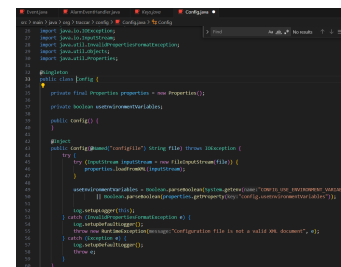 Event.java AlarmEventHandler.java Keys.java Config.java
src > main > java > org > traccar > config > Config.java > Config
Find Aa ab .* No results
import java.io.IOException;
import java.io.InputStream;
import java.util.InvalidPropertiesFormatException;
import java.util.Objects;
import java.util.Properties;
@Singleton
33 public class Config {
private final Properties properties = new Properties();
private boolean useEnvironmentVariables;
public Config() {
}
@Inject
public Config(@Named("configFile") String file) throws IOException {
try {
try (InputStream inputStream = new FileInputStream(file)) {
properties.loadFromXML(inputStream);
}
useEnvironmentVariables = Boolean.parseBoolean(System.getenv(name:"CONFIG_USE_ENVIRONMENT_VARIAB
|| Boolean.parseBoolean(properties.getProperty(key:"config.useEnvironmentVariables"));
Log.setupLogger(this);
} catch (InvalidPropertiesFormatException e) {
Log.setupDefaultLogger();
throw new RuntimeException(message:"Configuration file is not a valid XML document", e);
} catch (Exception e) {
Log.setupDefaultLogger();
throw e;
}